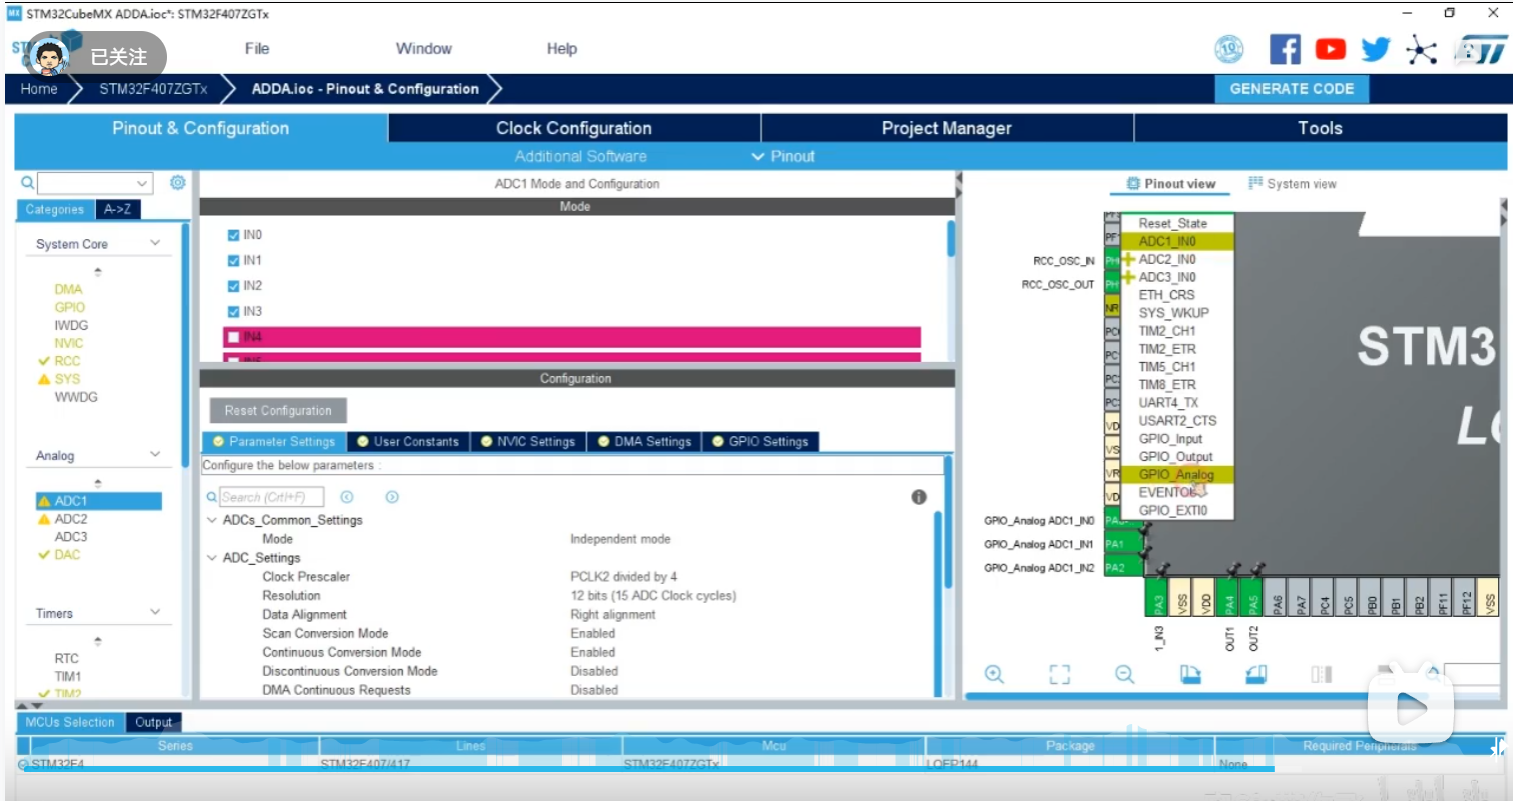 STM32CubeMX ADDA.ioc*: STM32F407ZGTx
已关注
File Window Help
Home STM32F407ZGTx ADDA.ioc - Pinout & Configuration GENERATE CODE
Pinout & Configuration Clock Configuration Project Manager Tools
Additional Software Pinout
Categories A->Z
System Core
DMA
GPIO
IWDG
NVIC
RCC
SYS
WWDG
Analog
ADC1
ADC2
ADC3
DAC
Timers
RTC
TIM1
TIM2
ADC1 Mode and Configuration
Mode
IN0
IN1
IN2
IN3
IN4
IN5
Configuration
Reset Configuration
Parameter Settings User Constants NVIC Settings DMA Settings GPIO Settings
Configure the below parameters :
Search (Crtl+F)
ADCs_Common_Settings
Mode Independent mode
ADC_Settings
Clock Prescaler PCLK2 divided by 4
Resolution 12 bits (15 ADC Clock cycles)
Data Alignment Right alignment
Scan Conversion Mode Enabled
Continuous Conversion Mode Enabled
Discontinuous Conversion Mode Disabled
DMA Continuous Requests Disabled
Pinout view System view
Reset_State
ADC1_IN0
ADC2_IN0
ADC3_IN0
ETH_CRS
SYS_WKUP
TIM2_CH1
TIM2_ETR
TIM5_CH1
TIM8_ETR
UART4_TX
USART2_CTS
GPIO_Input
GPIO_Output
GPIO_Analog
GPIO_EXTI0
RCC_OSC_IN
RCC_OSC_OUT
STM3
GPIO_Analog ADC1_IN0
GPIO_Analog ADC1_IN1 PA1
GPIO_Analog ADC1_IN2 PA2
PA3 VSS VDD PA4 PA5 PA6 PA7 PC4 PC5 PB0 PB1 PB2 PF11 PF12 VSS
1_IN3 OUT1 OUT2
MCUs Selection Output
Series Lines Mcu Package Required Peripherals
STM32F4 STM32F407/417 STM32F407ZGTx LQFP144 None